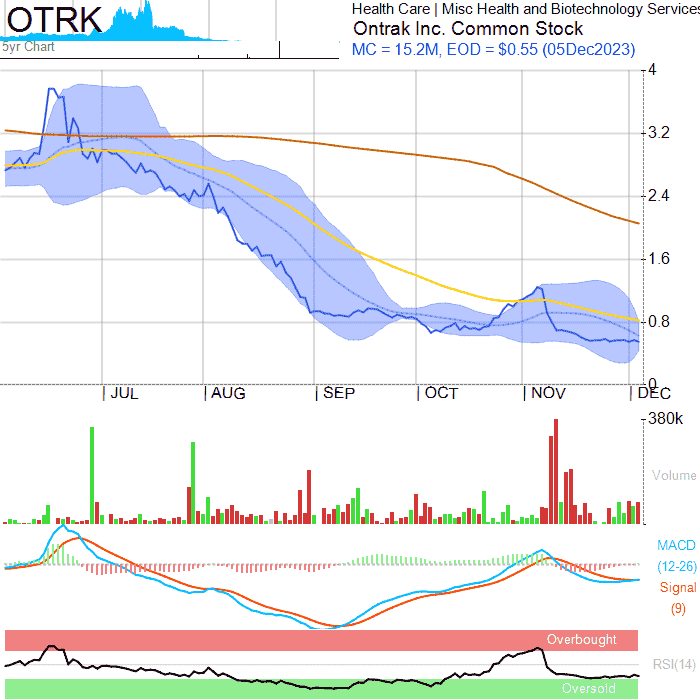 OTRK
Health Care | Misc Health and Biotechnology Services
Ontrak Inc. Common Stock
5yr Chart
MC = 15.2M, EOD = $0.55 (05Dec2023)
4
3.2
2.4
1.6
0.8
0
JUL
AUG
SEP
OCT
NOV
DEC
380k
Volume
MACD
(12-26)
Signal
(9)
Overbought
RSI(14)
Oversold